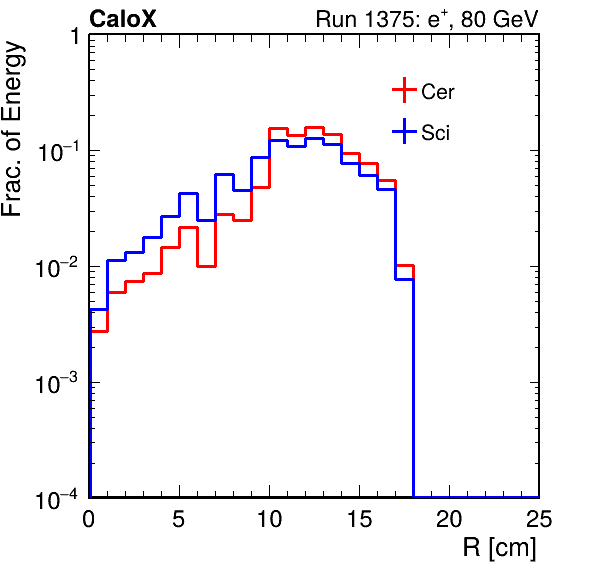 CaloX Run 1375: e⁺, 80 GeV
Frac. of Energy
1
10⁻¹
10⁻²
10⁻³
10⁻⁴
Cer
Sci
0 5 10 15 20 25
R [cm]